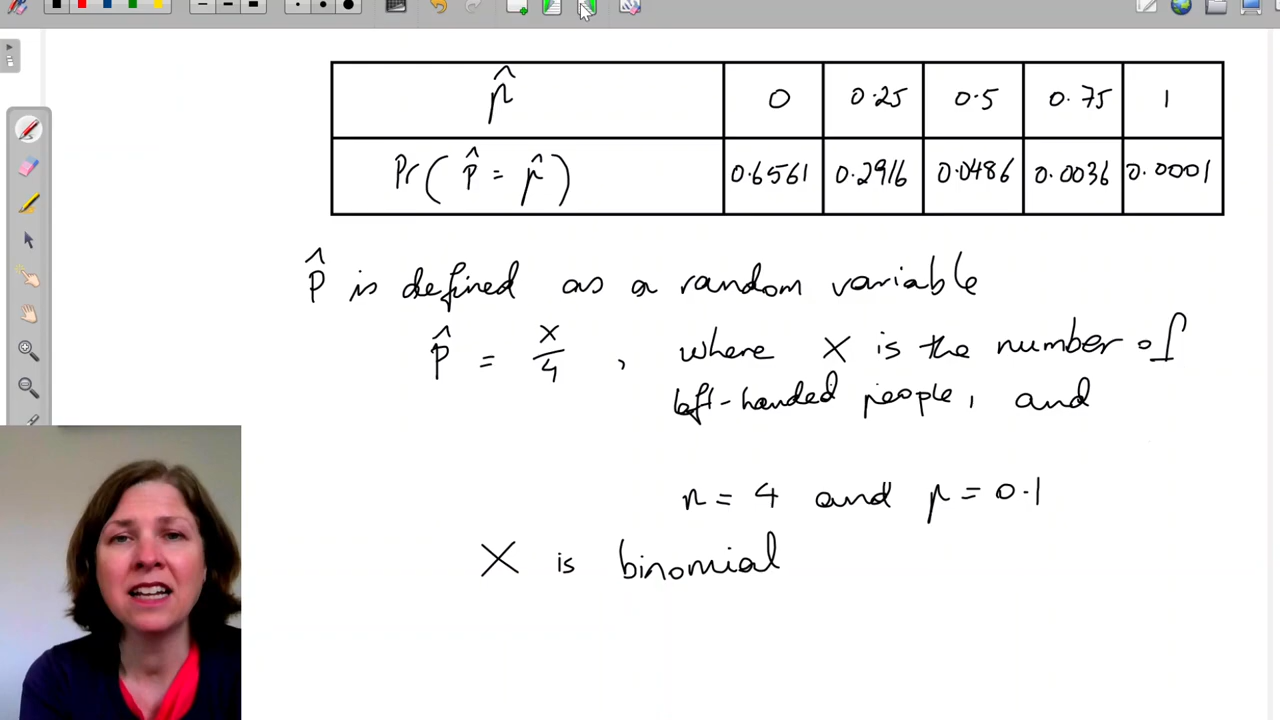 p̂ 0 0.25 0.5 0.75 1
Pr(P̂ = p̂) 0.6561 0.2916 0.0486 0.0036 0.0001
P̂ is defined as a random variable
P̂ = X/4 , where X is the number of
left-handed people, and
n = 4 and p = 0.1
X is binomial